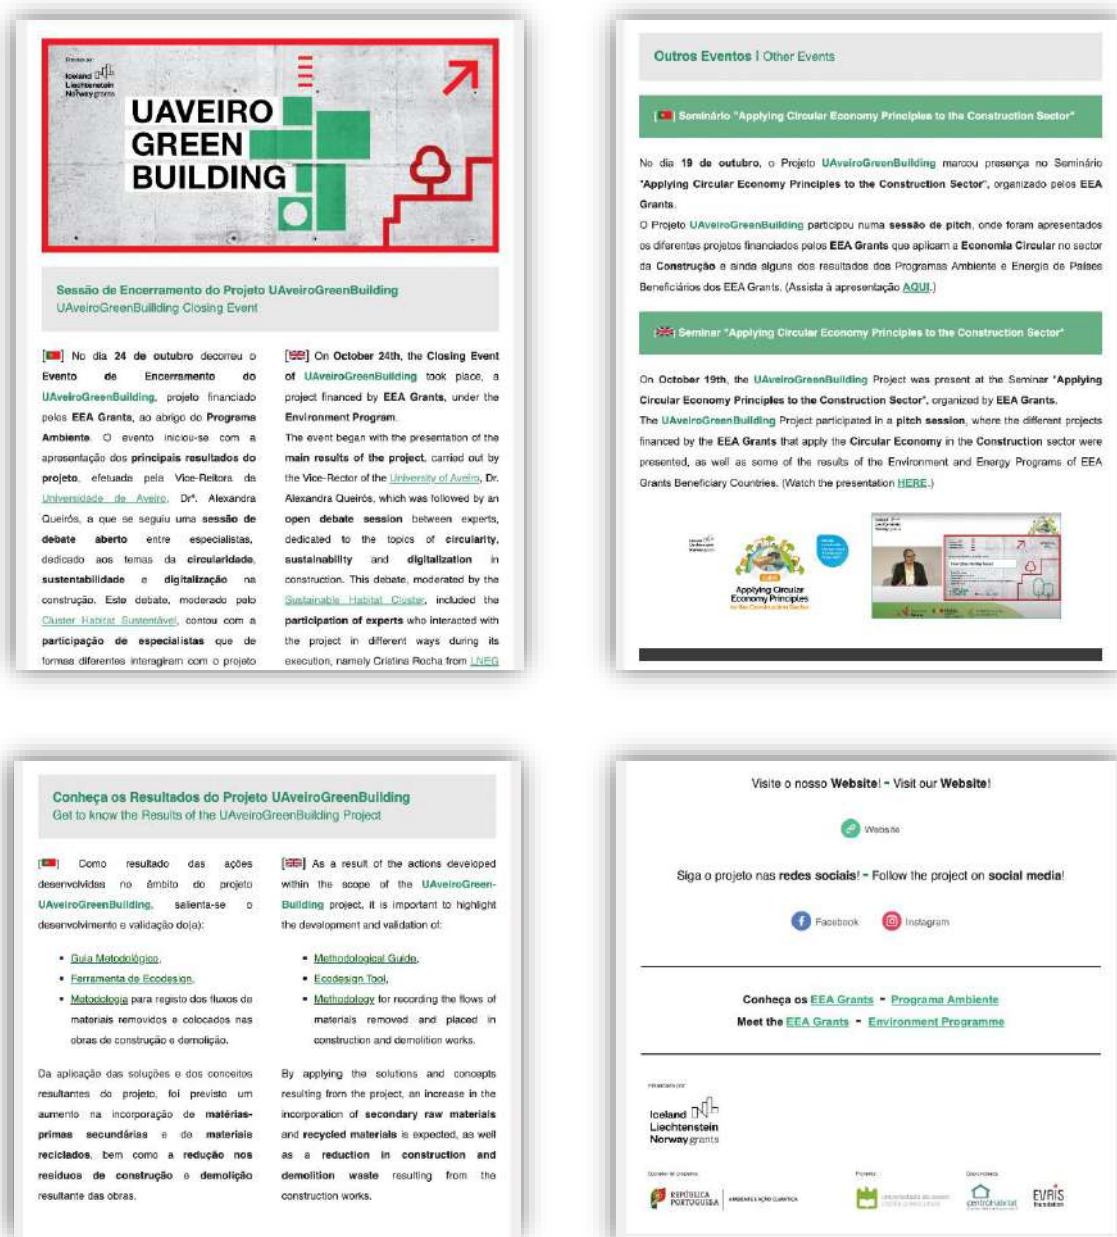 Iceland
Liechtenstein
Norway grants
UAVEIRO
GREEN
BUILDING
Sessão de Encerramento do Projeto UAveiroGreenBuilding
UAveiroGreenBuillding Closing Event
[ ] No dia 24 de outubro decorreu o
Evento de Encerramento do
UAveiroGreenBuilding, projeto financiado
pelos EEA Grants, ao abrigo do Programa
Ambiente. O evento iniciou-se com a
apresentação dos principais resultados do
projeto, efetuada pela Vice-Reitora da
Universidade de Aveiro, Drª. Alexandra
Queirós, a que se seguiu uma sessão de
debate aberto entre especialistas,
dedicado aos temas da circularidade,
sustentabilidade e digitalização na
construção. Este debate, moderado pelo
Cluster Habitat Sustentável, contou com a
participação de especialistas que de
formas diferentes interagiram com o projeto
[ ] On October 24th, the Closing Event
of UAveiroGreenBuilding took place, a
project financed by EEA Grants, under the
Environment Program.
The event began with the presentation of the
main results of the project, carried out by
the Vice-Rector of the University of Aveiro, Dr.
Alexandra Queirós, which was followed by an
open debate session between experts,
dedicated to the topics of circularity,
sustainability and digitalization in
construction. This debate, moderated by the
Sustainable Habitat Cluster, included the
participation of experts who interacted with
the project in different ways during its
execution, namely Cristina Rocha from LNEG
Outros Eventos | Other Events
[ ] Seminário "Applying Circular Economy Principles to the Construction Sector"
No dia 19 de outubro, o Projeto UAveiroGreenBuilding marcou presença no Seminário
"Applying Circular Economy Principles to the Construction Sector", organizado pelos EEA
Grants.
O Projeto UAveiroGreenBuilding participou numa sessão de pitch, onde foram apresentados
os diferentes projetos financiados pelos EEA Grants que aplicam a Economia Circular no sector
da Construção e ainda alguns dos resultados dos Programas Ambiente e Energia de Países
Beneficiários dos EEA Grants. (Assista à apresentação AQUI.)
[ ] Seminar "Applying Circular Economy Principles to the Construction Sector"
On October 19th, the UAveiroGreenBuilding Project was present at the Seminar "Applying
Circular Economy Principles to the Construction Sector", organized by EEA Grants.
The UAveiroGreenBuilding Project participated in a pitch session, where the different projects
financed by the EEA Grants that apply the Circular Economy in the Construction sector were
presented, as well as some of the results of the Environment and Energy Programs of EEA
Grants Beneficiary Countries. (Watch the presentation HERE.)
Applying Circular
Economy Principles
to the Construction Sector
Conheça os Resultados do Projeto UAveiroGreenBuilding
Get to know the Results of the UAveiroGreenBuilding Project
[ ] Como resultado das ações
desenvolvidas no âmbito do projeto
UAveiroGreenBuilding, salienta-se o
desenvolvimento e validação do(a):
• Guia Metodológico,
• Ferramenta de Ecodesign,
• Metodologia para registo dos fluxos de
materiais removidos e colocados nas
obras de construção e demolição.
Da aplicação das soluções e dos conceitos
resultantes do projeto, foi previsto um
aumento na incorporação de matérias-
primas secundárias e de materiais
reciclados, bem como a redução nos
resíduos de construção e demolição
resultante das obras.
[ ] As a result of the actions developed
within the scope of the UAveiroGreen-
Building project, it is important to highlight
the development and validation of:
• Methodological Guide,
• Ecodesign Tool,
• Methodology for recording the flows of
materials removed and placed in
construction and demolition works.
By applying the solutions and concepts
resulting from the project, an increase in the
incorporation of secondary raw materials
and recycled materials is expected, as well
as a reduction in construction and
demolition waste resulting from the
construction works.
Visite o nosso Website! - Visit our Website!
Website
Siga o projeto nas redes sociais! - Follow the project on social media!
Facebook Instagram
Conheça os EEA Grants - Programa Ambiente
Meet the EEA Grants - Environment Programme
Iceland
Liechtenstein
Norway grants
REPÚBLICA
PORTUGUESA
AMBIENTE E AÇÃO CLIMÁTICA
centroHabitat
EVRIS
foundation